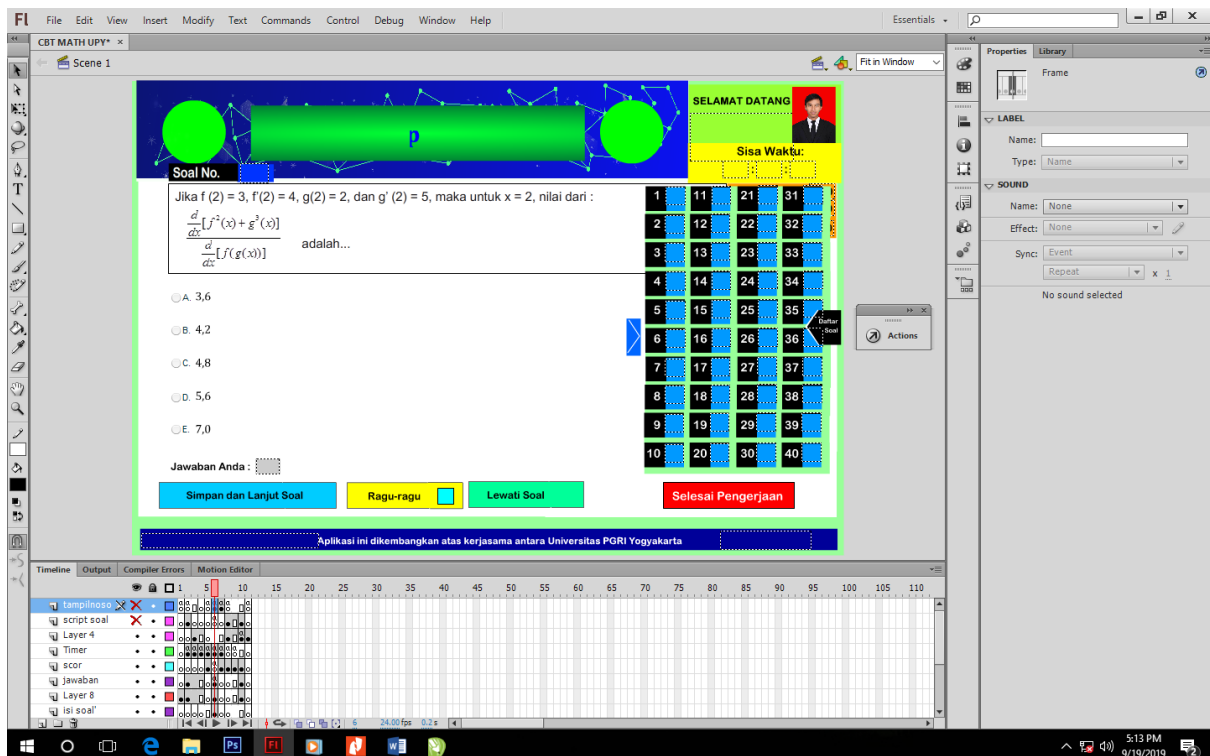 Fl File Edit View Insert Modify Text Commands Control Debug Window Help Essentials
CBT MATH UPY* ×
Scene 1 Fit in Window
SELAMAT DATANG
p
Sisa Waktu:
: :
Soal No.
Jika f (2) = 3, f'(2) = 4, g(2) = 2, dan g' (2) = 5, maka untuk x = 2, nilai dari :
d/dx[f²(x) + g³(x)]
d/dx[f(g(x))]
adalah...
A. 3,6
B. 4,2
C. 4,8
D. 5,6
E. 7,0
1 11 21 31
2 12 22 32
3 13 23 33
4 14 24 34
5 15 25 35
6 16 26 36
7 17 27 37
8 18 28 38
9 19 29 39
10 20 30 40
Daftar
Soal
Jawaban Anda :
Simpan dan Lanjut Soal Ragu-ragu Lewati Soal Selesai Pengerjaan
Aplikasi ini dikembangkan atas kerjasama antara Universitas PGRI Yogyakarta
Actions
Properties Library
Frame
LABEL
Name:
Type: Name
SOUND
Name: None
Effect: None
Sync: Event
Repeat x 1
No sound selected
Timeline Output Compiler Errors Motion Editor
1 5 10 15 20 25 30 35 40 45 50 55 60 65 70 75 80 85 90 95 100 105 110
tampilnoso
script soal
Layer 4
Timer
scor
jawaban
Layer 8
isi soal'
6 24.00 fps 0.2 s
Ps Fl
5:13 PM
9/19/2019
2